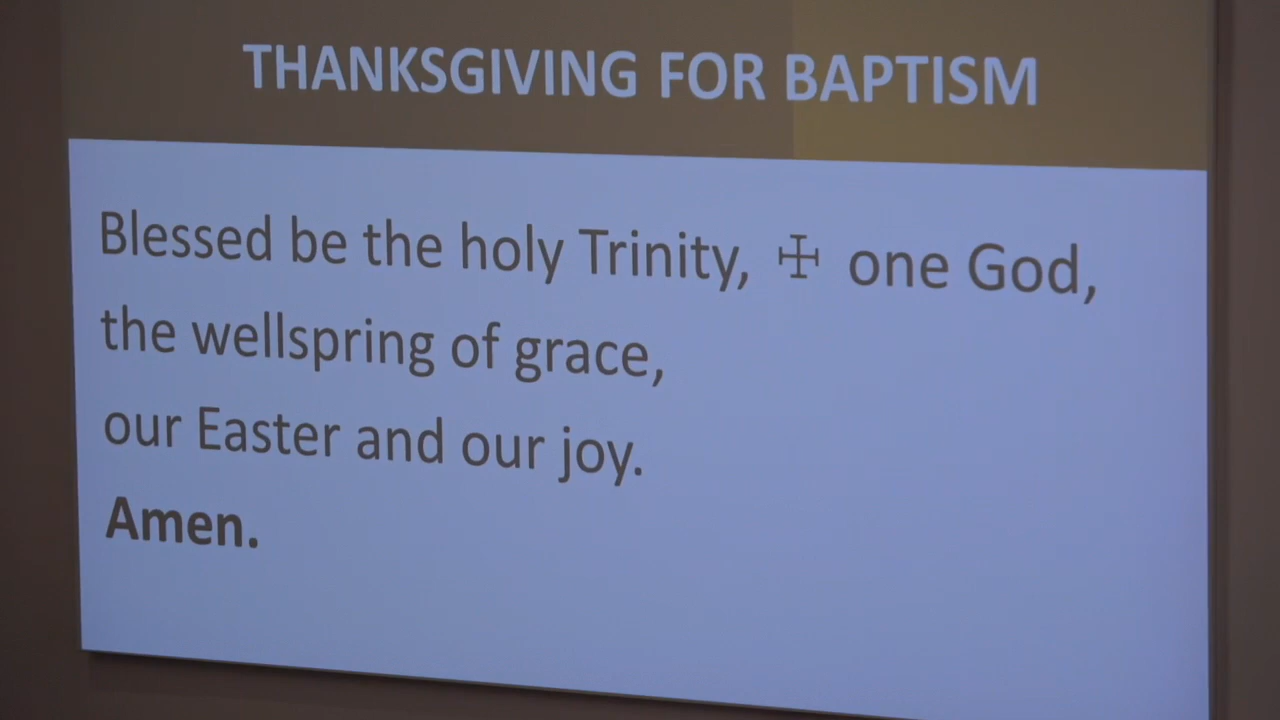 THANKSGIVING FOR BAPTISM
Blessed be the holy Trinity, ☩ one God,
the wellspring of grace,
our Easter and our joy.
Amen.